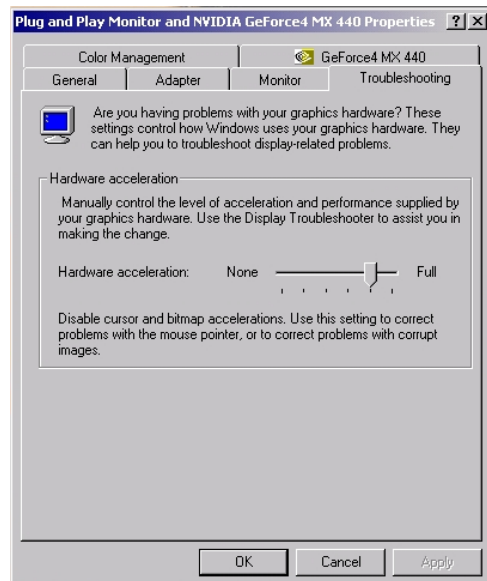 Plug and Play Monitor and NVIDIA GeForce4 MX 440 Properties
Color Management
GeForce4 MX 440
General
Adapter
Monitor
Troubleshooting
Are you having problems with your graphics hardware? These
settings control how Windows uses your graphics hardware. They
can help you to troubleshoot display-related problems.
Hardware acceleration
Manually control the level of acceleration and performance supplied by
your graphics hardware. Use the Display Troubleshooter to assist you in
making the change.
Hardware acceleration:
None
Full
Disable cursor and bitmap accelerations. Use this setting to correct
problems with the mouse pointer, or to correct problems with corrupt
images.
OK
Cancel
Apply